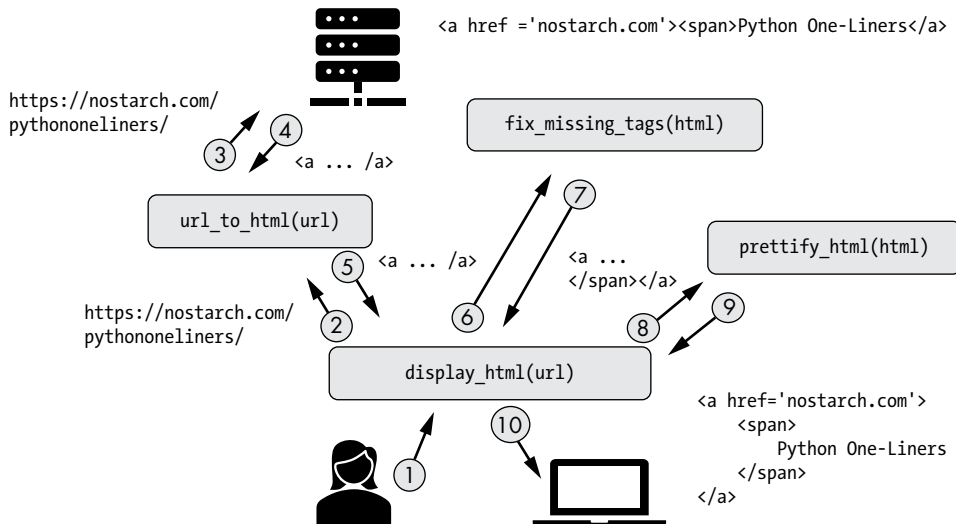 <a href ='nostarch.com'><span>Python One-Liners</a>
https://nostarch.com/
pythononeliners/
3
4
<a ... /a>
fix_missing_tags(html)
url_to_html(url)
5
<a ... /a>
7
<a ...
</span></a>
prettify_html(html)
https://nostarch.com/
pythononeliners/
2
6
8
9
display_html(url)
1
10
<a href='nostarch.com'>
    <span>
        Python One-Liners
    </span>
</a>